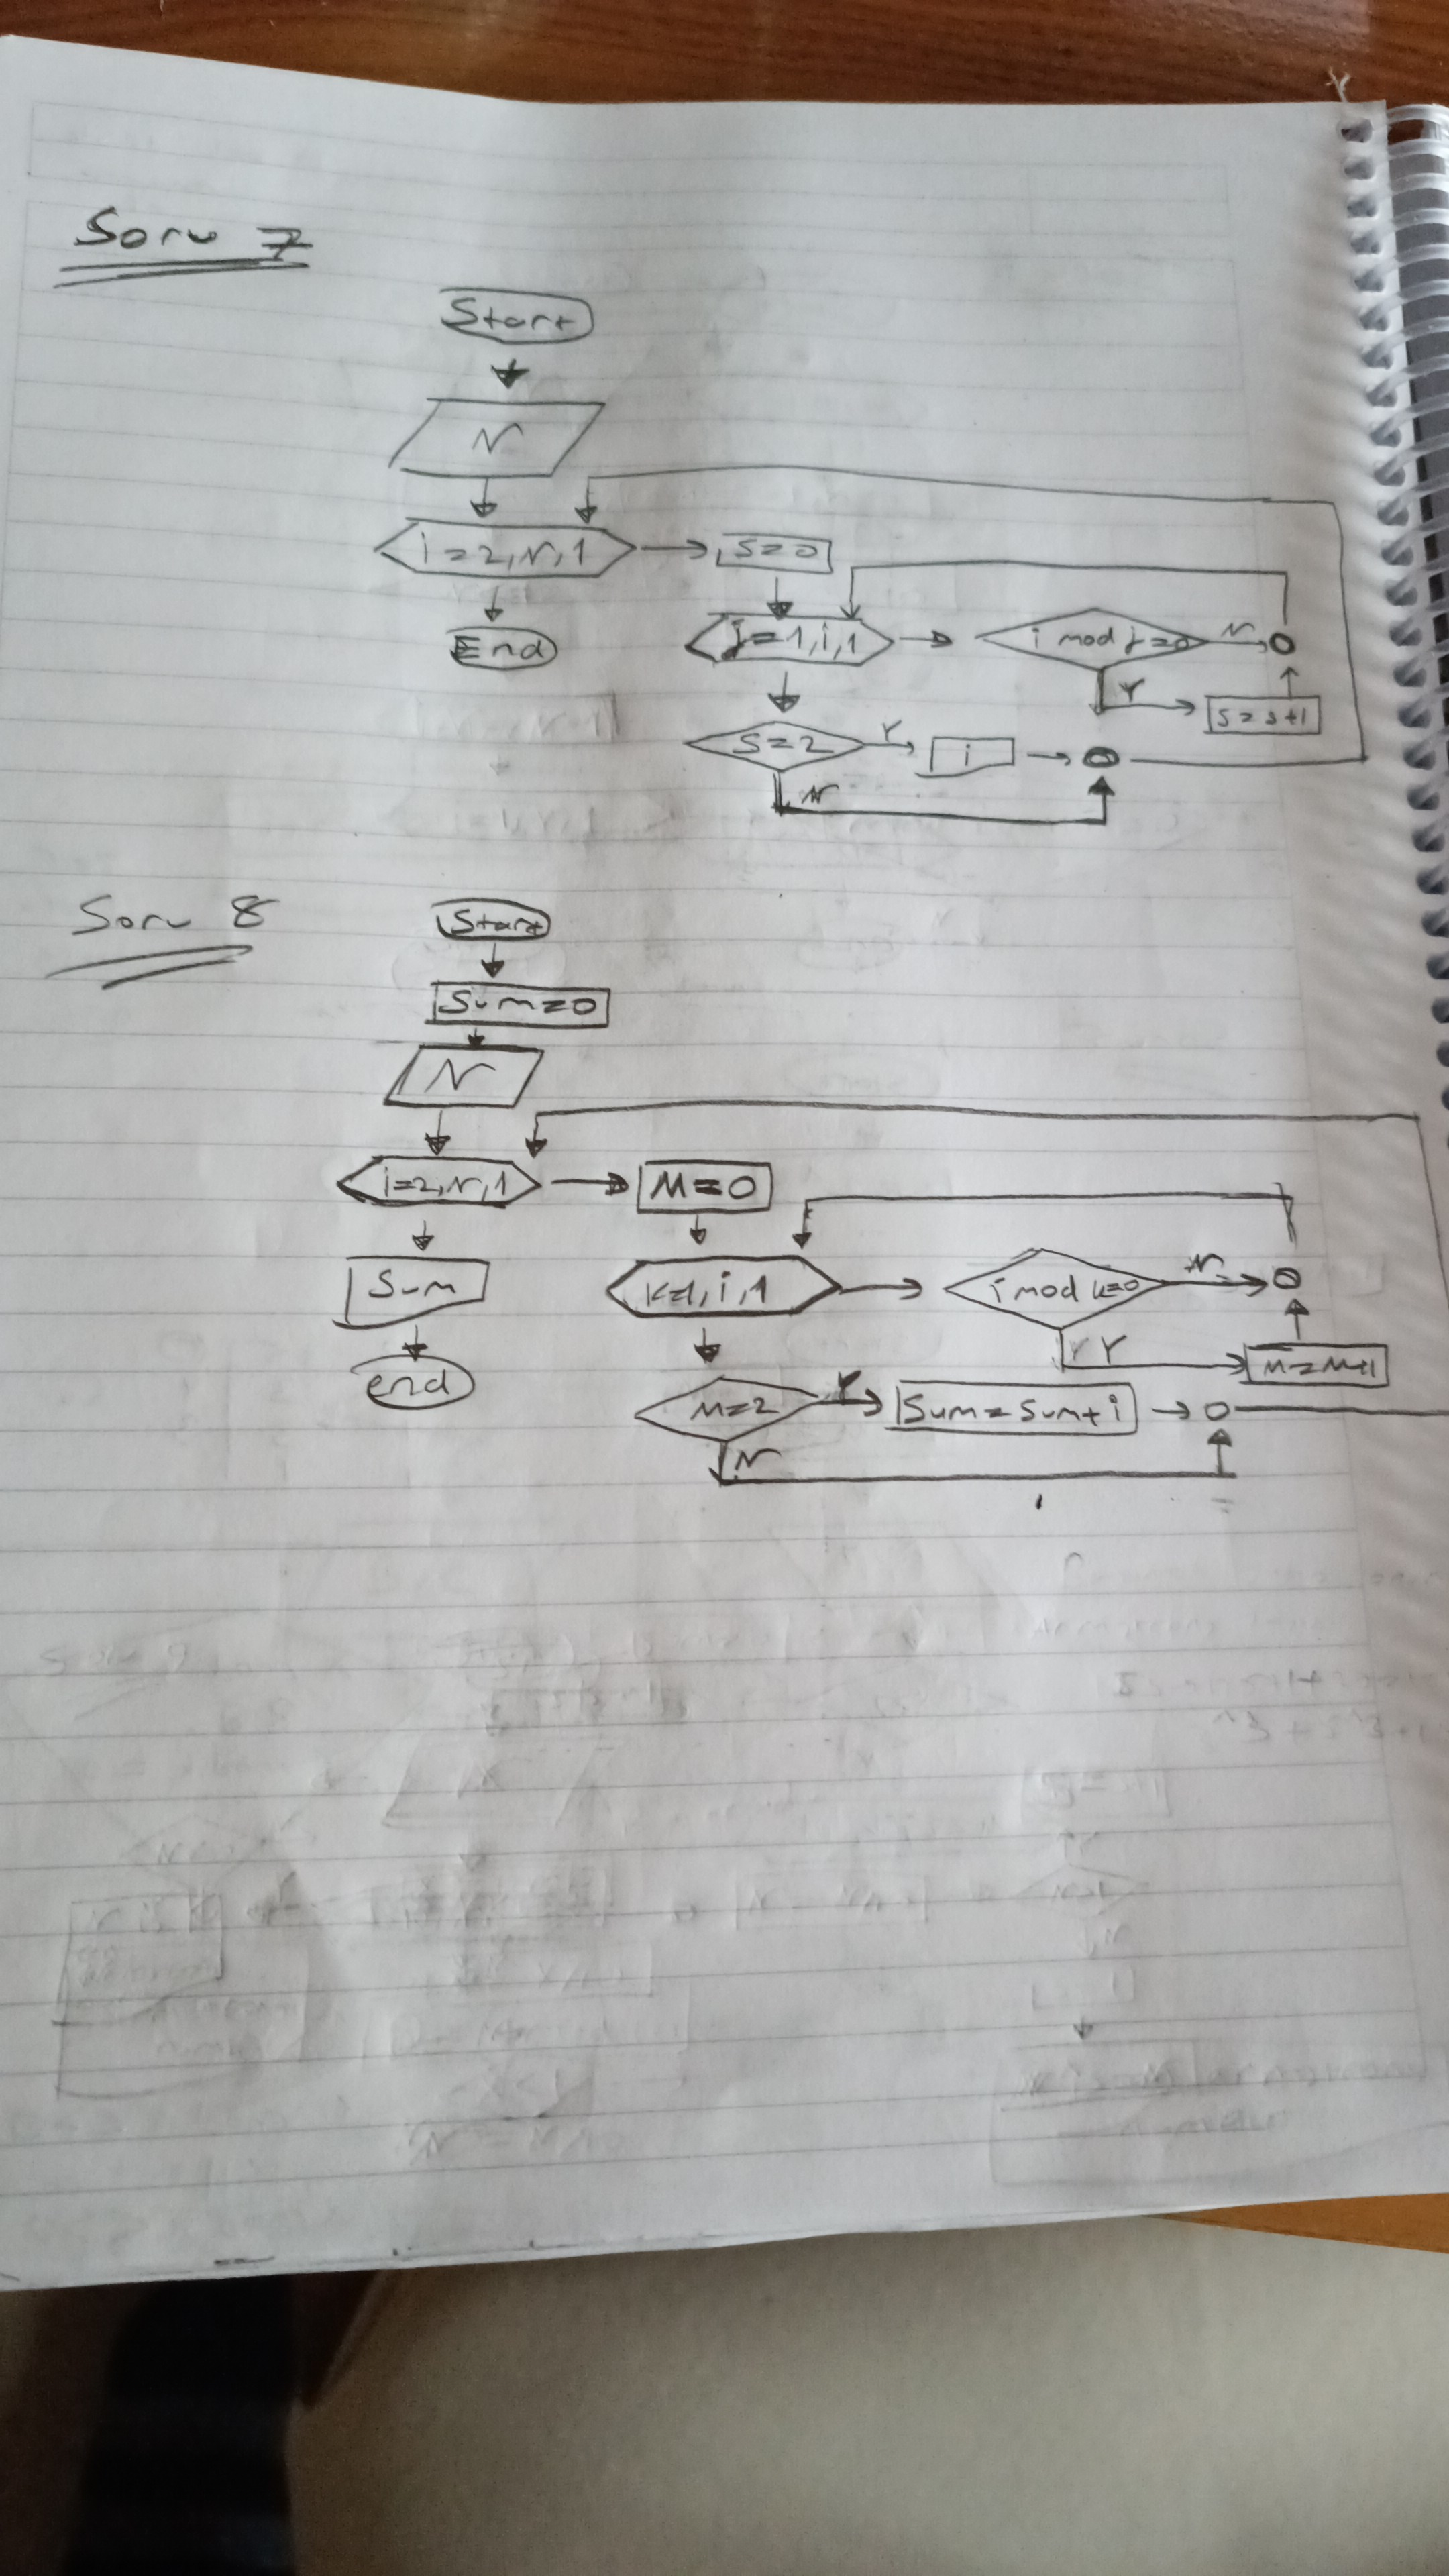 Soru 7
Start
N
i=2,N,1
S=0
End
j=1,i,1
i mod j=0
N
Y
S=S+1
S=2
Y
i
N
Soru 8
Start
Sum=0
N
i=2,N,1
M=0
Sum
k=1,i,1
i mod k=0
N
Y Y
M=M+1
end
M=2
Y
Sum=Sum+i
N